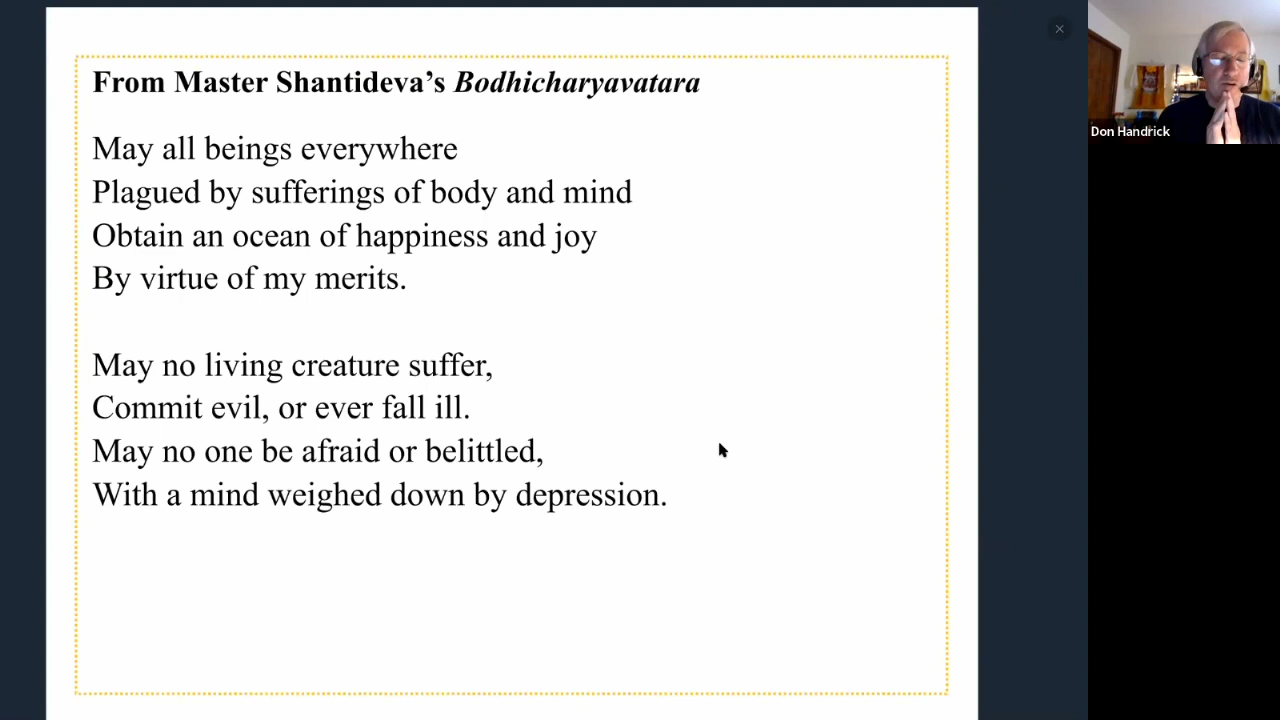 From Master Shantideva’s Bodhicharyavatara
May all beings everywhere
Plagued by sufferings of body and mind
Obtain an ocean of happiness and joy
By virtue of my merits.
May no living creature suffer,
Commit evil, or ever fall ill.
May no one be afraid or belittled,
With a mind weighed down by depression.
Don Handrick